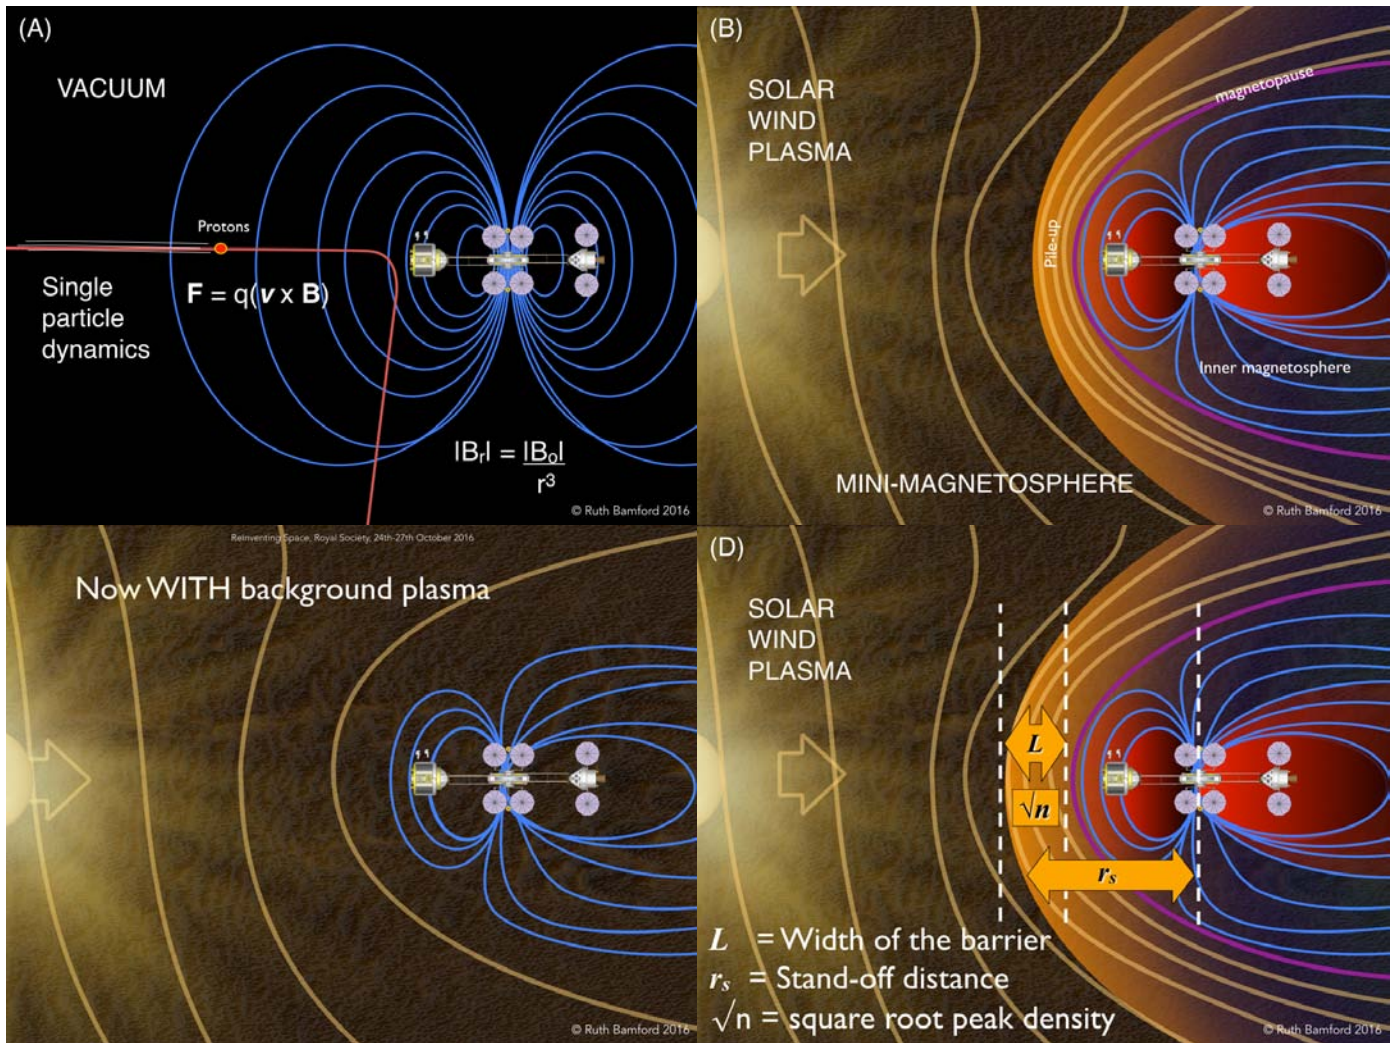 (A)
VACUUM
Protons
Single
particle
dynamics
F = q(v x B)
|Bᵣ| = |Bₒ|
r³
© Ruth Bamford 2016
(B)
SOLAR
WIND
PLASMA
magnetopause
Pile-up
Inner magnetosphere
MINI-MAGNETOSPHERE
© Ruth Bamford 2016
Reinventing Space, Royal Society, 24th-27th October 2016
Now WITH background plasma
© Ruth Bamford 2016
(D)
SOLAR
WIND
PLASMA
L
√n
rₛ
L = Width of the barrier
rₛ = Stand-off distance
√n = square root peak density
© Ruth Bamford 2016